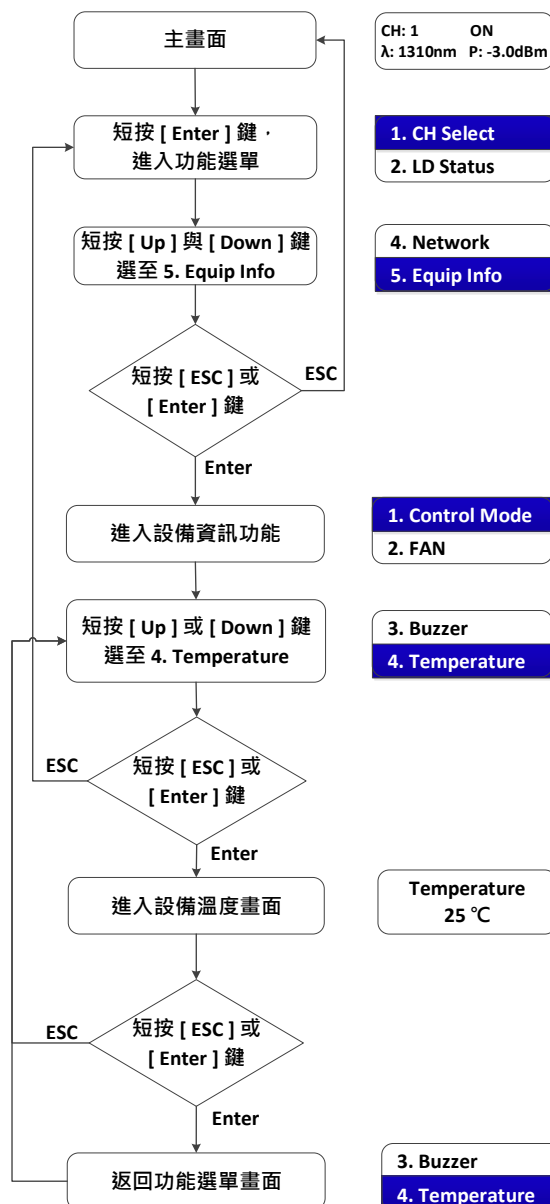 主畫面
CH: 1 ON
λ: 1310nm P: -3.0dBm
短按 [ Enter ] 鍵，
進入功能選單
1. CH Select
2. LD Status
短按 [ Up ] 與 [ Down ] 鍵
選至 5. Equip Info
4. Network
5. Equip Info
短按 [ ESC ] 或
[ Enter ] 鍵
ESC
Enter
進入設備資訊功能
1. Control Mode
2. FAN
短按 [ Up ] 或 [ Down ] 鍵
選至 4. Temperature
3. Buzzer
4. Temperature
ESC
短按 [ ESC ] 或
[ Enter ] 鍵
Enter
進入設備溫度畫面
Temperature
25 ℃
ESC
短按 [ ESC ] 或
[ Enter ] 鍵
Enter
返回功能選單畫面
3. Buzzer
4. Temperature